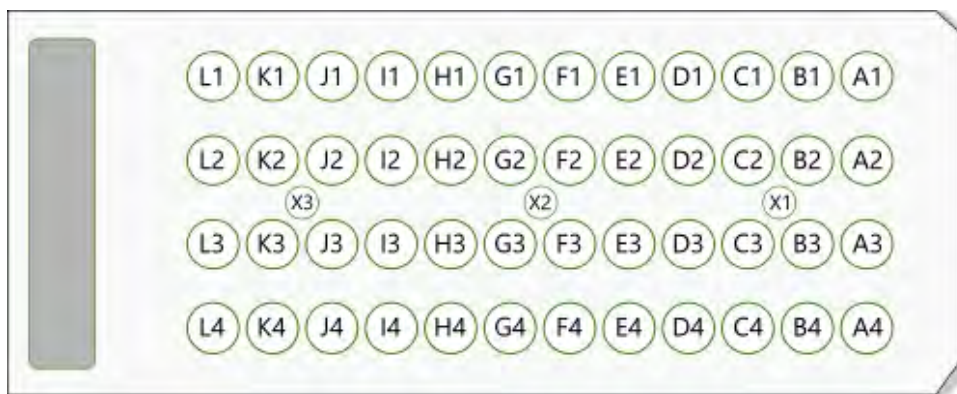 L1 K1 J1 I1 H1 G1 F1 E1 D1 C1 B1 A1
L2 K2 J2 I2 H2 G2 F2 E2 D2 C2 B2 A2
X3 X2 X1
L3 K3 J3 I3 H3 G3 F3 E3 D3 C3 B3 A3
L4 K4 J4 I4 H4 G4 F4 E4 D4 C4 B4 A4